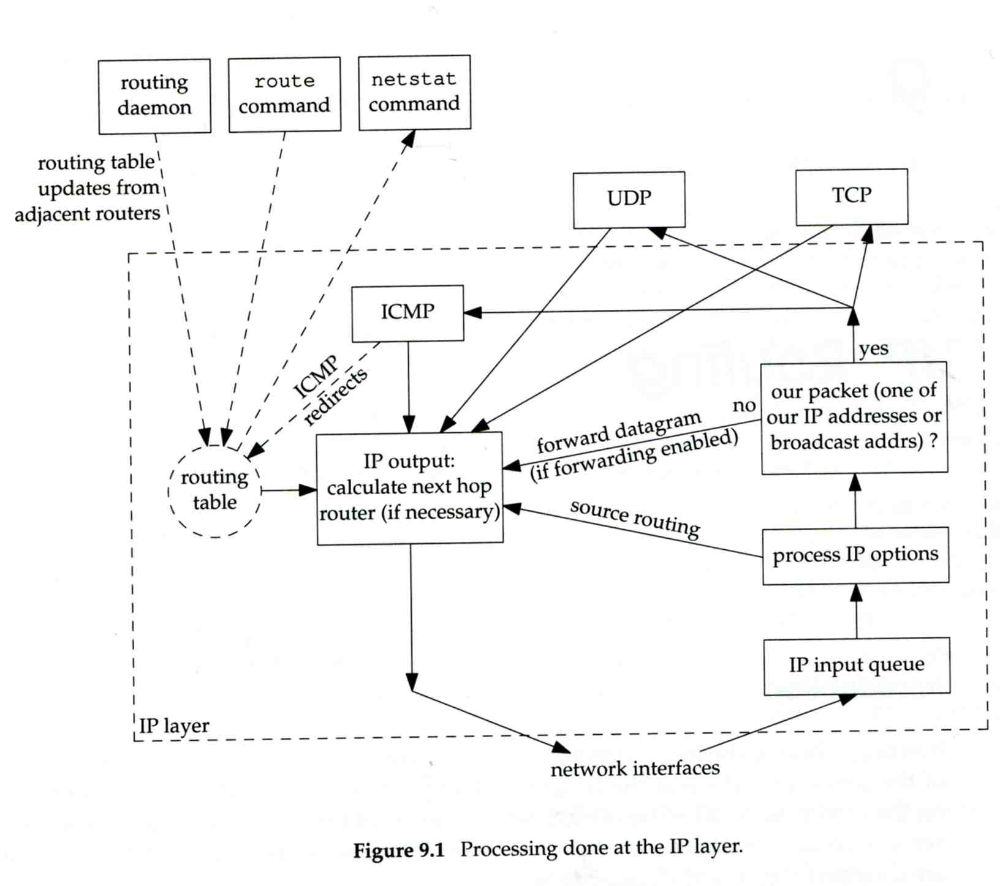 routing
daemon
route
command
netstat
command
routing table
updates from
adjacent routers
UDP
TCP
ICMP
yes
ICMP
redirects
our packet (one of
our IP addresses or
broadcast addrs) ?
no
forward datagram
(if forwarding enabled)
routing
table
IP output:
calculate next hop
router (if necessary)
source routing
process IP options
IP input queue
IP layer
network interfaces
Figure 9.1 Processing done at the IP layer.